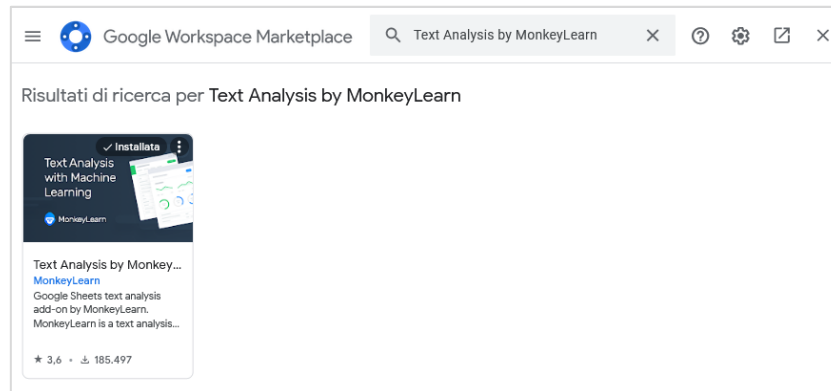 Google Workspace Marketplace
Text Analysis by MonkeyLearn
Risultati di ricerca per Text Analysis by MonkeyLearn
Installata
Text Analysis
with Machine
Learning
MonkeyLearn
Text Analysis by Monkey...
MonkeyLearn
Google Sheets text analysis
add-on by MonkeyLearn.
MonkeyLearn is a text analysis...
3,6 • 185.497